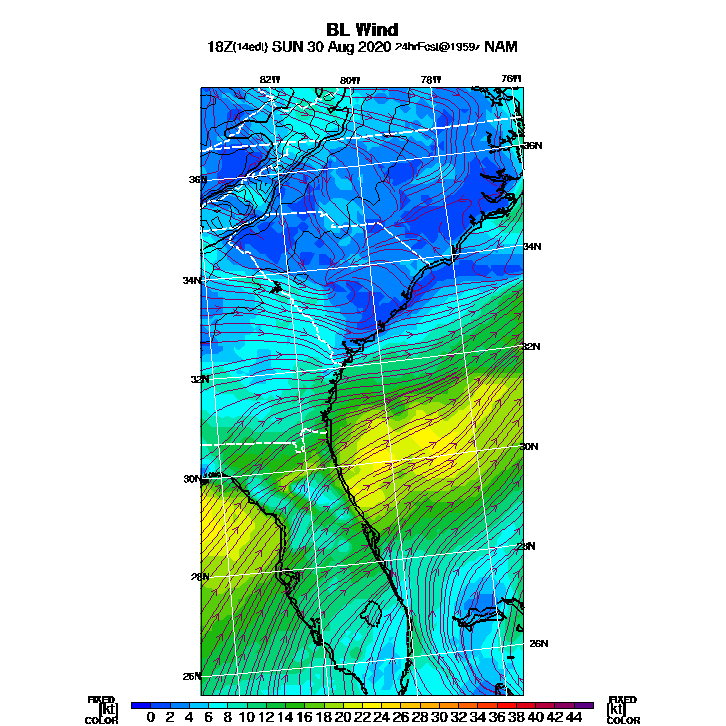 BL Wind
18Z(14edt) SUN 30 Aug 2020 24hrFcst@1959z NAM
82W 80W 78W 76W
36N
36N
34N
34N
32N
32N
30N
30N
28N
28N
26N
26N
FIXED FIXED
[kt] 0 2 4 6 8 10 12 14 16 18 20 22 24 26 28 30 32 34 36 38 40 42 44 [kt]
COLOR COLOR